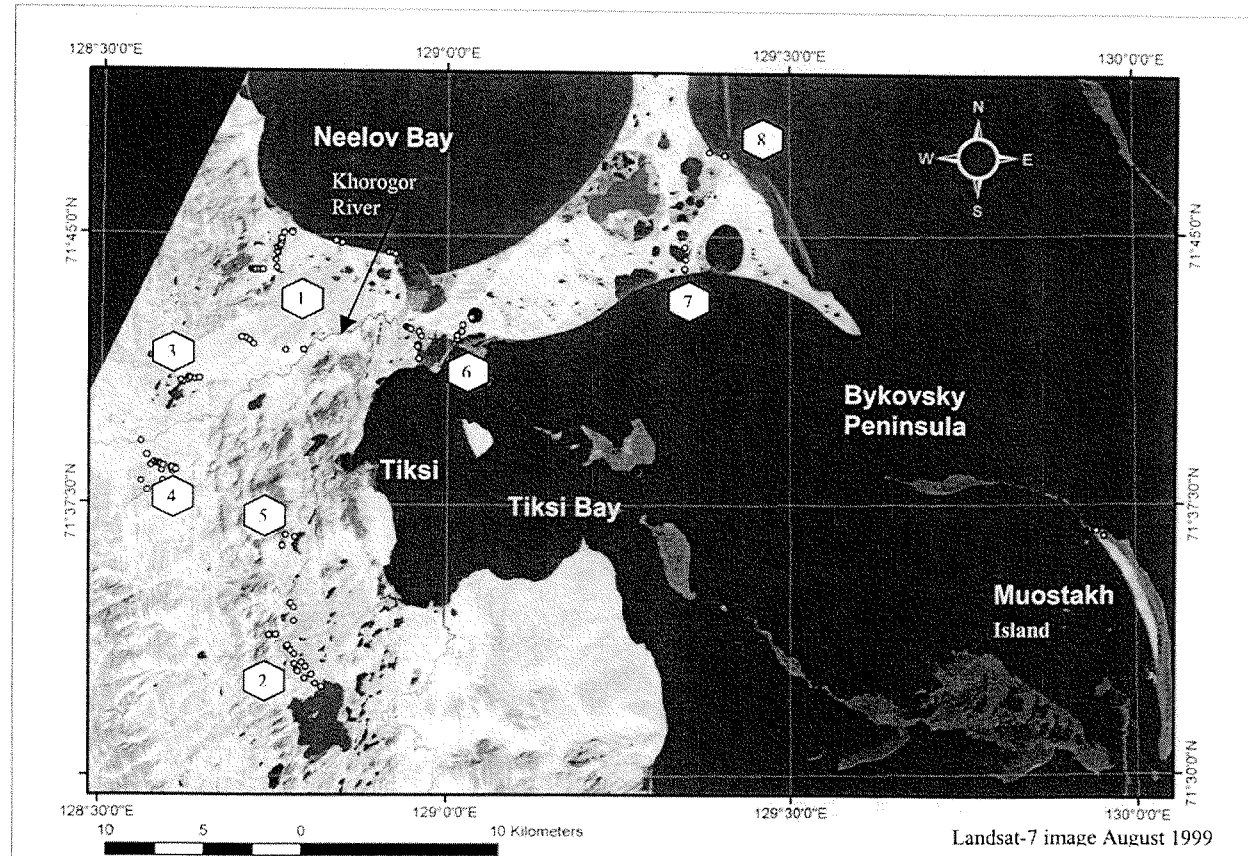 128°30'0"E
129°0'0"E
129°30'0"E
130°0'0"E
N
W
E
S
Neelov Bay
8
Khorogor
River
71°45'0"N
71°45'0"N
1
7
3
6
Bykovsky
Peninsula
Tiksi
4
5
Tiksi Bay
71°37'30"N
71°37'30"N
Muostakh
Island
2
71°30'0"N
128°30'0"E
129°0'0"E
129°30'0"E
130°0'0"E
10 5 0 10 Kilometers
Landsat-7 image August 1999